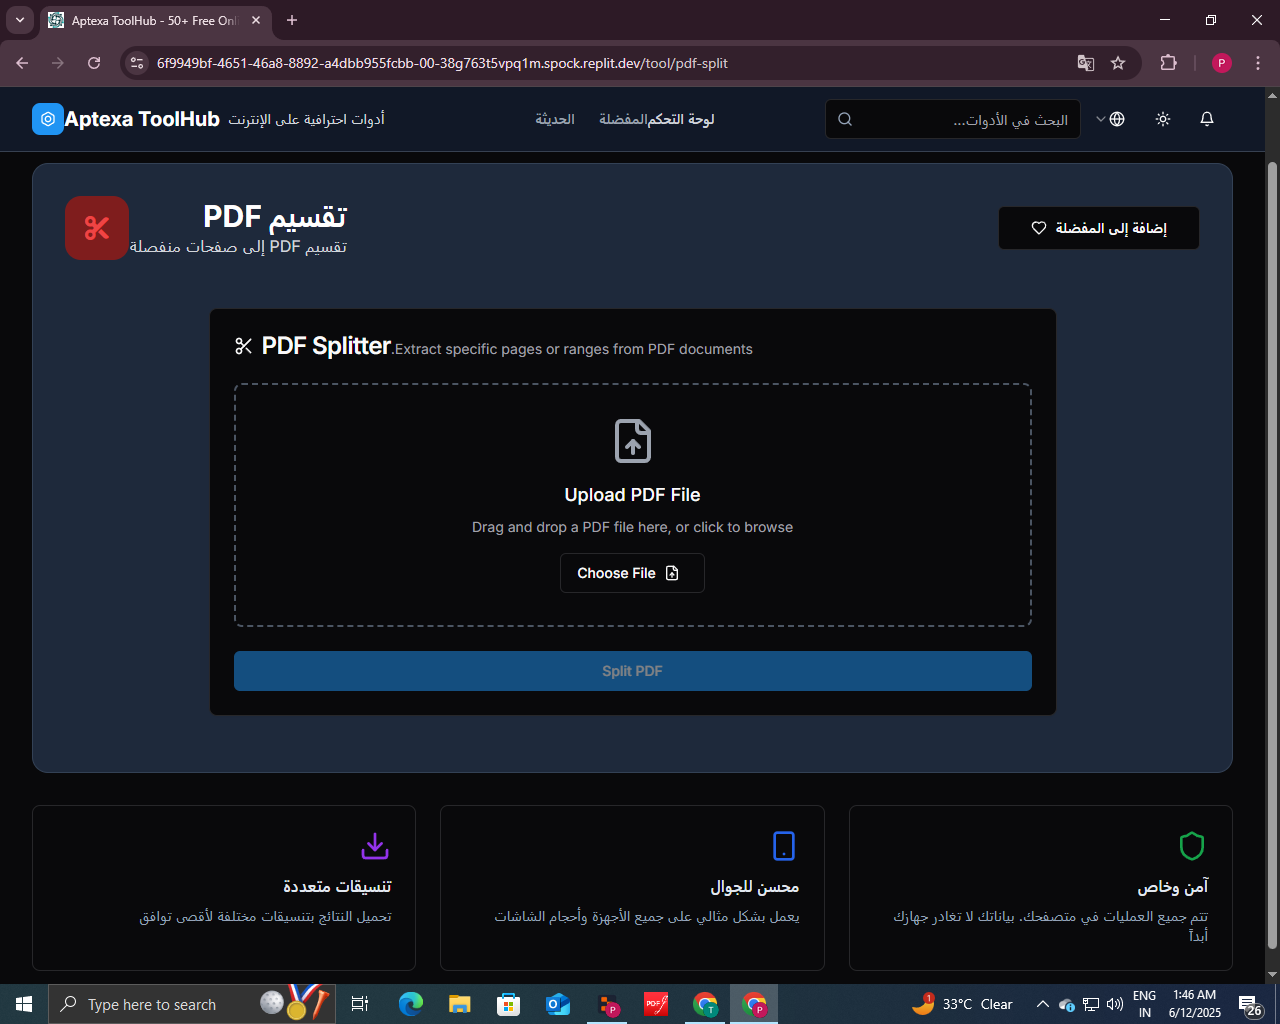 Aptexa ToolHub - 50+ Free Onl
6f9949bf-4651-46a8-8892-a4dbb955fcbb-00-38g763t5vpq1m.spock.replit.dev/tool/pdf-split
P
Aptexa ToolHub
أدوات احترافية على الإنترنت
الحديثة
المفضلة
لوحة التحكم
البحث في الأدوات...
تقسيم PDF
تقسيم PDF إلى صفحات منفصلة
إضافة إلى المفضلة
PDF Splitter
.Extract specific pages or ranges from PDF documents
Upload PDF File
Drag and drop a PDF file here, or click to browse
Choose File
Split PDF
آمن وخاص
تتم جميع العمليات في متصفحك. بياناتك لا تغادر جهازك
أبداً
محسن للجوال
يعمل بشكل مثالي على جميع الأجهزة وأحجام الشاشات
تنسيقات متعددة
تحميل النتائج بتنسيقات مختلفة لأقصى توافق
Type here to search
P
PDF
T
P
1
33°C Clear
ENG
IN
1:46 AM
6/12/2025
26